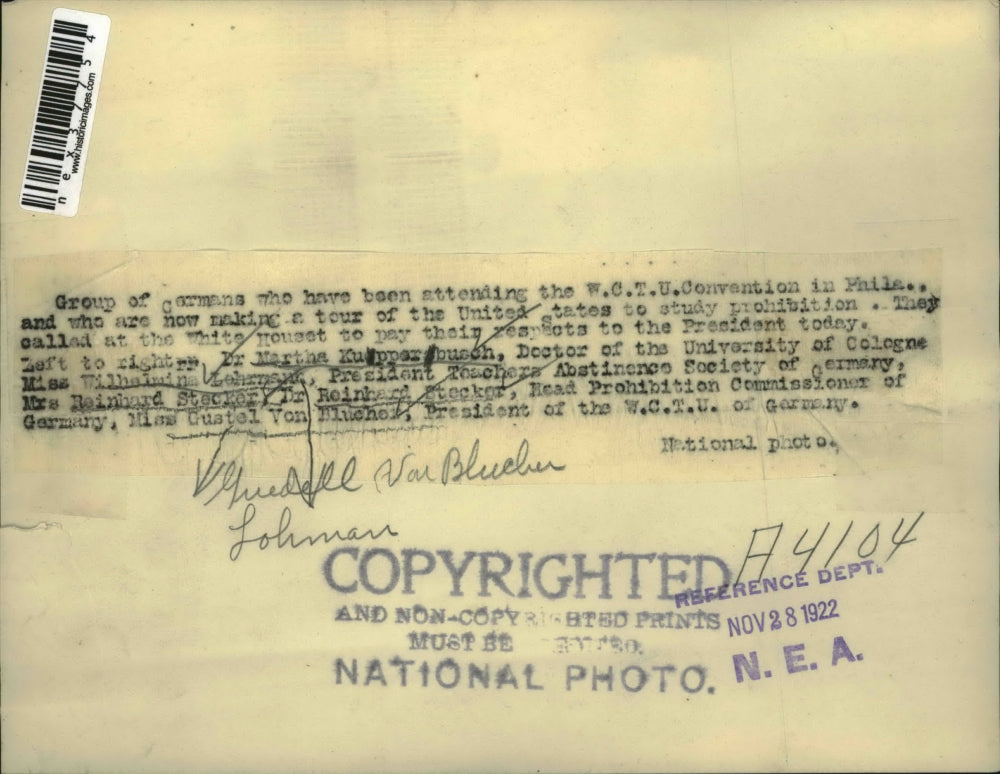 nex37754
www.historicimages.com
Group of Germans who have been attending the W.C.T.U.Convention in Phila..
and who are now making a tour of the United States to study prohibition . They
called at the White Houset to pay their respects to the President today.
Left to right, Dr Martha Kupperbusch, Doctor of the University of Cologne
Miss Wilhelmina Lohrmann, President Teachers Abstinence Society of Germany,
Mrs Reinhard Stecker, Dr Reinhard Stecker, Head Prohibition Commissioner of
Germany, Miss Gustel Von Blucher, President of the W.C.T.U. of Germany.
National photo.
Von Blucher
Lohman
A4104
COPYRIGHTED
AND NON-COPYRIGHTED PRINTS
MUST BE
NATIONAL PHOTO.
REFERENCE DEPT.
NOV 28 1922
N. E. A.